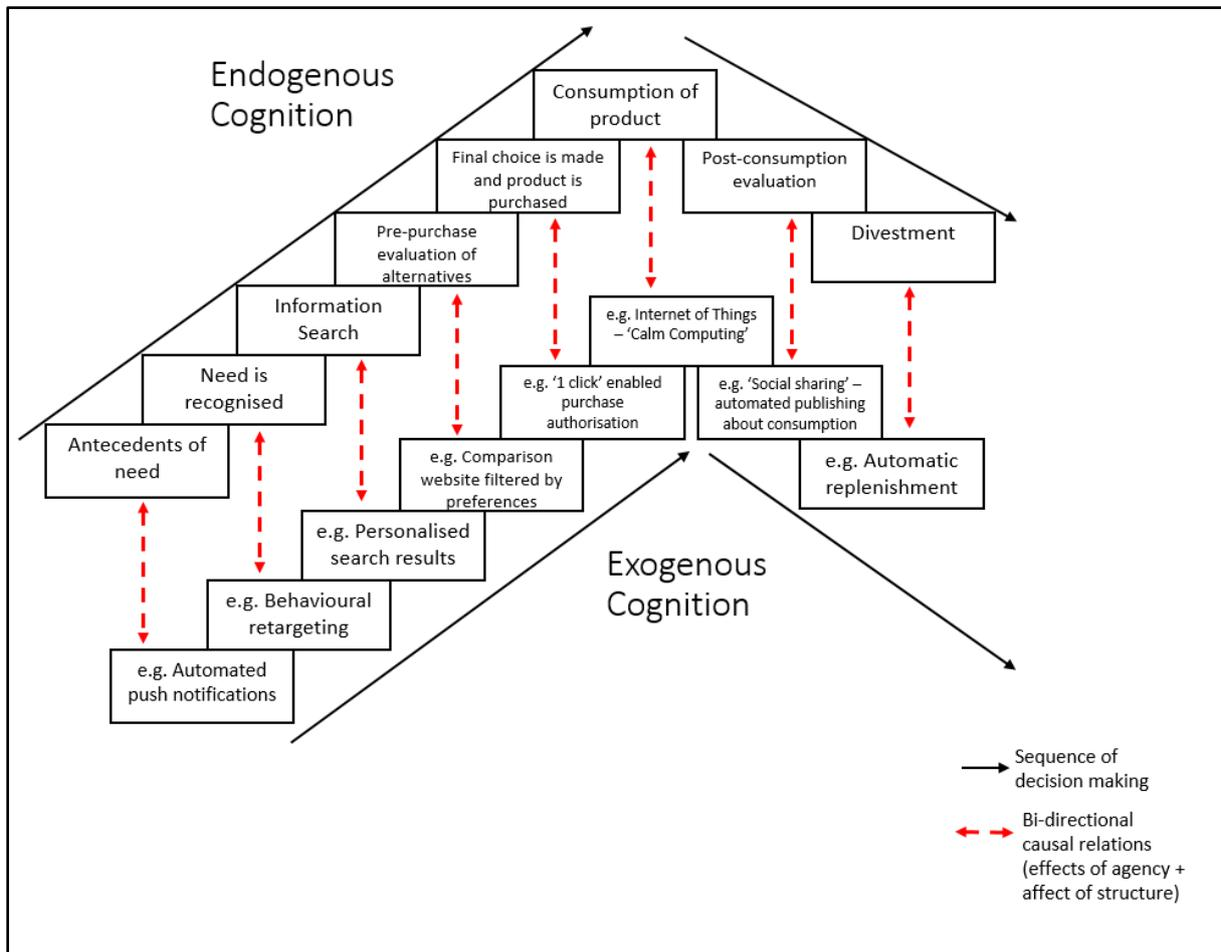 Endogenous
Cognition
Consumption of
product
Final choice is made
and product is
purchased
Post-consumption
evaluation
Pre-purchase
evaluation of
alternatives
Divestment
Information
Search
e.g. Internet of Things
– ‘Calm Computing’
Need is
recognised
e.g. ‘1 click’ enabled
purchase
authorisation
e.g. ‘Social sharing’ –
automated publishing
about consumption
Antecedents of
need
e.g. Comparison
website filtered by
preferences
e.g. Automatic
replenishment
e.g. Personalised
search results
Exogenous
Cognition
e.g. Behavioural
retargeting
e.g. Automated
push notifications
Sequence of
decision making
Bi-directional
causal relations
(effects of agency +
affect of structure)